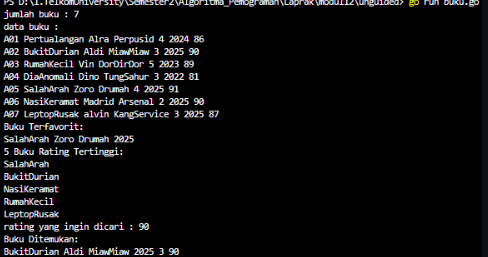 PS D:\1.TelkomUniversity\Semester2\Algoritma_Pemograman\Laprak\modul12\unguided> go run buku.go
jumlah buku : 7
data buku :
A01 Pertualangan Alra Perpusid 4 2024 86
A02 BukitDurian Aldi MiawMiaw 3 2025 90
A03 RumahKecil Vin DorDirDor 5 2023 89
A04 DiaAnomali Dino TungSahur 3 2022 81
A05 SalahArah Zoro Drumah 4 2025 91
A06 NasiKeramat Madrid Arsenal 2 2025 90
A07 LeptopRusak alvin KangService 3 2025 87
Buku Terfavorit:
SalahArah Zoro Drumah 2025
5 Buku Rating Tertinggi:
SalahArah
BukitDurian
NasiKeramat
RumahKecil
LeptopRusak
rating yang ingin dicari : 90
Buku Ditemukan:
BukitDurian Aldi MiawMiaw 2025 3 90